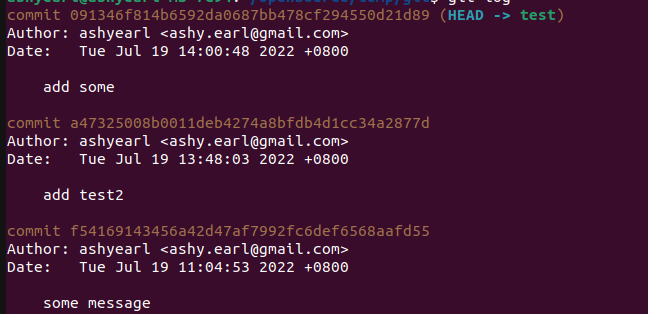 commit 091346f814b6592da0687bb478cf294550d21d89 (HEAD -> test)
Author: ashyearl <ashy.earl@gmail.com>
Date:   Tue Jul 19 14:00:48 2022 +0800
add some
commit a47325008b0011deb4274a8bfdb4d1cc34a2877d
Author: ashyearl <ashy.earl@gmail.com>
Date:   Tue Jul 19 13:48:03 2022 +0800
add test2
commit f54169143456a42d47af7992fc6def6568aafd55
Author: ashyearl <ashy.earl@gmail.com>
Date:   Tue Jul 19 11:04:53 2022 +0800
some message